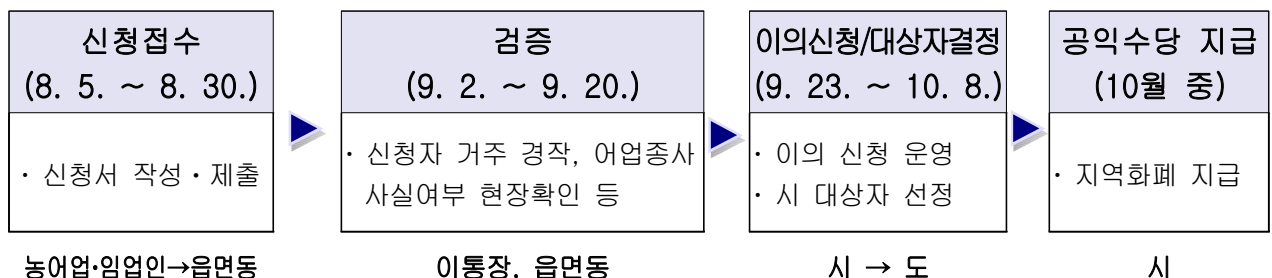 신청접수
(8. 5. ~ 8. 30.)
· 신청서 작성·제출
농어업·임업인→읍면동
검증
(9. 2. ~ 9. 20.)
· 신청자 거주 경작, 어업종사
사실여부 현장확인 등
이통장, 읍면동
이의신청/대상자결정
(9. 23. ~ 10. 8.)
· 이의 신청 운영
· 시 대상자 선정
시 → 도
공익수당 지급
(10월 중)
· 지역화폐 지급
시